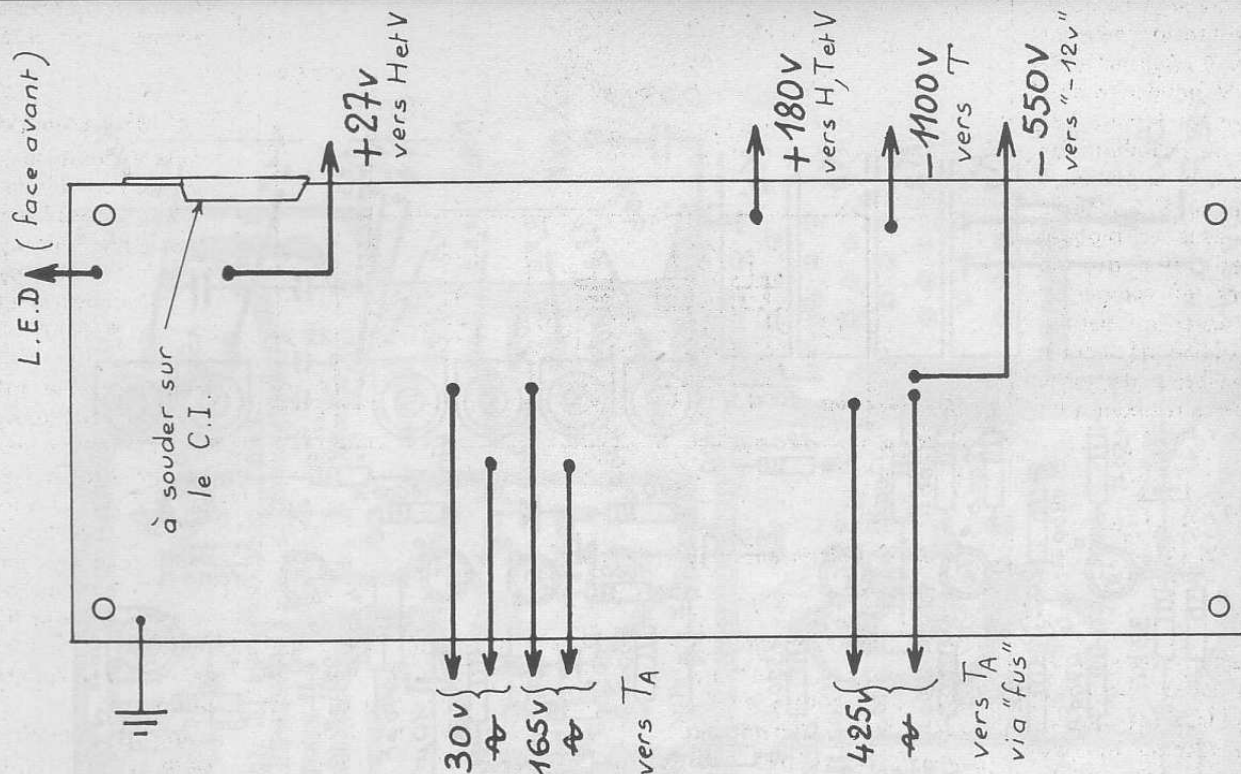 L.E.D (face avant)
+27v
vers H et V
à souder sur
le C.I.
+180v
vers H, T et V
-1100v
vers T
-550v
vers "-12v"
30v
165v
vers TA
425v
vers TA
via "fus"